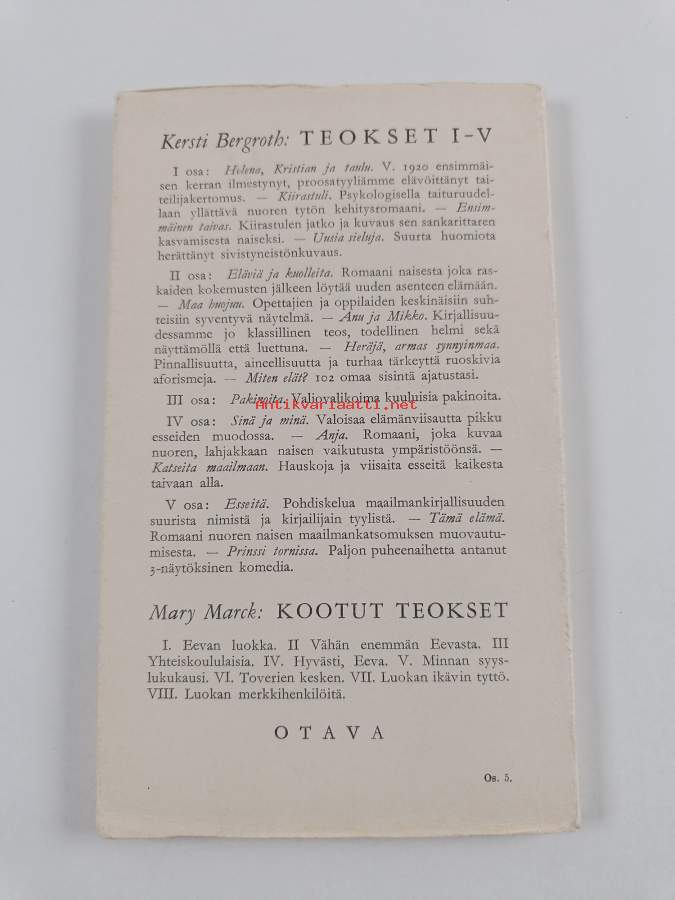 Kersti Bergroth: TEOKSET I-V
I osa: Helena, Kristian ja taulu. V. 1920 ensimmäi-
sen kerran ilmestynyt, proosatyyliämme elävöittänyt tai-
teilijakertomus. — Kiirastuli. Psykologisella taituruudel-
laan yllättävä nuoren tytön kehitysromaani. — Ensim-
mäinen taivas. Kiirastulen jatko ja kuvaus sen sankarittaren
kasvamisesta naiseksi. — Uusia sieluja. Suurta huomiota
herättänyt sivistyneistönkuvaus.
II osa: Eläviä ja kuolleita. Romaani naisesta joka ras-
kaiden kokemusten jälkeen löytää uuden asenteen elämään.
— Maa huojuu. Opettajien ja oppilaiden keskinäisiin suh-
teisiin syventyvä näytelmä. — Anu ja Mikko. Kirjallisuu-
dessamme jo klassillinen teos, todellinen helmi sekä
näyttämöllä että luettuna. — Heräjä, armas synnyinmaa.
Pinnallisuutta, aineellisuutta ja turhaa tärkeyttä ruoskivia
aforismeja. — Miten elät? 102 omaa sisintä ajatustasi.
III osa: Pakinoita. Valiovalikoima kuuluisia pakinoita.
Antikvariaatti.net
IV osa: Sinä ja minä. Valoisaa elämänviisautta pikku
esseiden muodossa. — Anja. Romaani, joka kuvaa
nuoren, lahjakkaan naisen vaikutusta ympäristöönsä. —
Katseita maailmaan. Hauskoja ja viisaita esseitä kaikesta
taivaan alla.
V osa: Esseitä. Pohdiskelua maailmankirjallisuuden
suurista nimistä ja kirjailijain tyylistä. — Tämä elämä.
Romaani nuoren naisen maailmankatsomuksen muovautu-
misesta. — Prinssi tornissa. Paljon puheenaihetta antanut
3-näytöksinen komedia.
Mary Marck: KOOTUT TEOKSET
I. Eevan luokka. II Vähän enemmän Eevasta. III
Yhteiskoululaisia. IV. Hyvästi, Eeva. V. Minnan syys-
lukukausi. VI. Toverien kesken. VII. Luokan ikävin tyttö.
VIII. Luokan merkkihenkilöitä.
OTAVA
Os. 5.